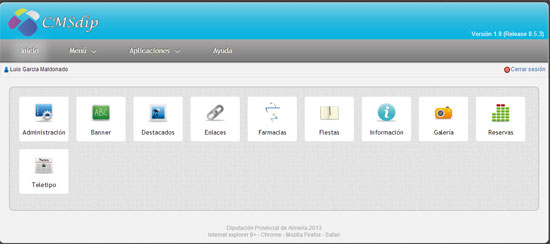 CMSdip
Versión 1.8 (Release 8.5.3)
Inicio Menú Aplicaciones Ayuda
Luis García Maldonado Cerrar sesión
ABC
News
Administración Banner Destacados Enlaces Farmacias Fiestas Información Galería Reservas
Teletipo
Diputación Provincial de Almería 2013
Internet explorer 8+ - Chrome - Mozilla Firefox - Safari